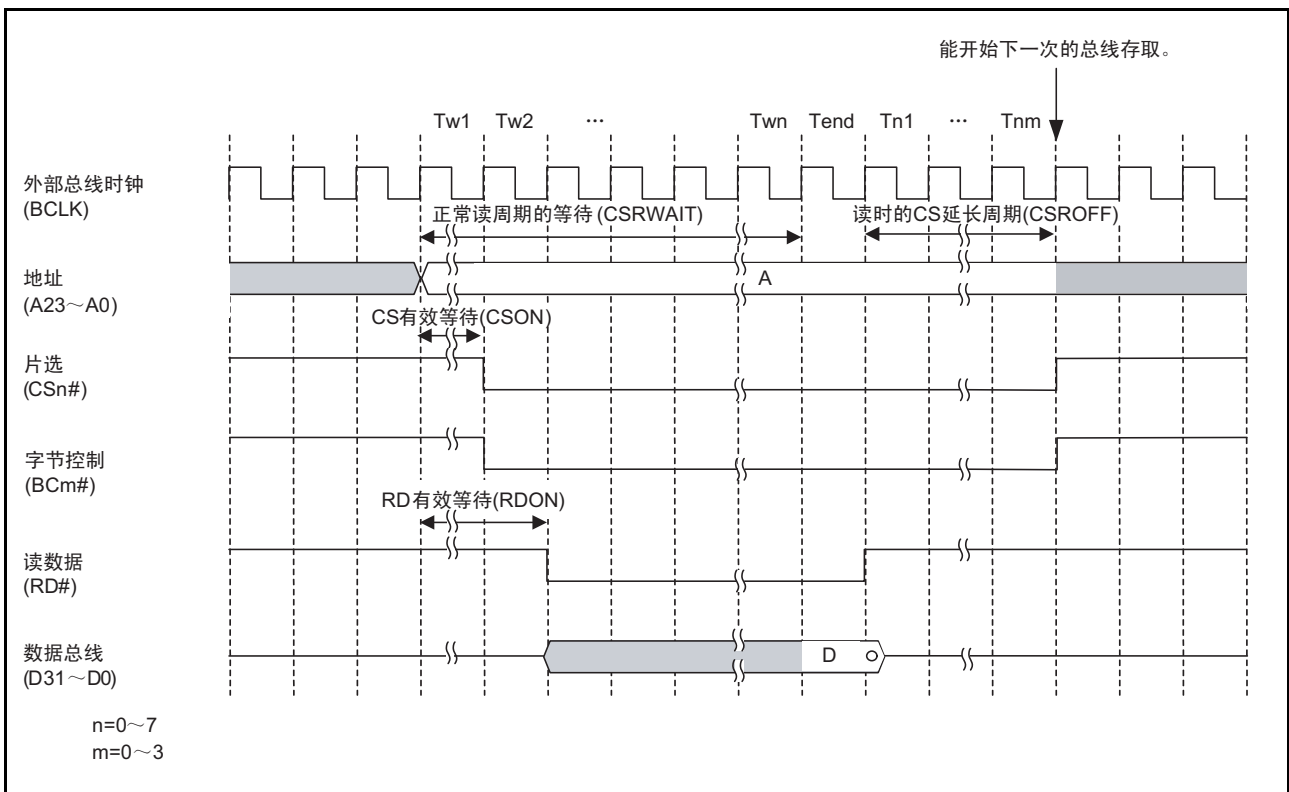 能开始下一次的总线存取。
Tw1 Tw2 … Twn Tend Tn1 … Tnm
外部总线时钟
(BCLK)
正常读周期的等待 (CSRWAIT)
读时的CS延长周期(CSROFF)
地址
(A23～A0)
A
CS有效等待(CSON)
片选
(CSn#)
字节控制
(BCm#)
RD有效等待(RDON)
读数据
(RD#)
数据总线
(D31～D0)
D
n=0～7
m=0～3